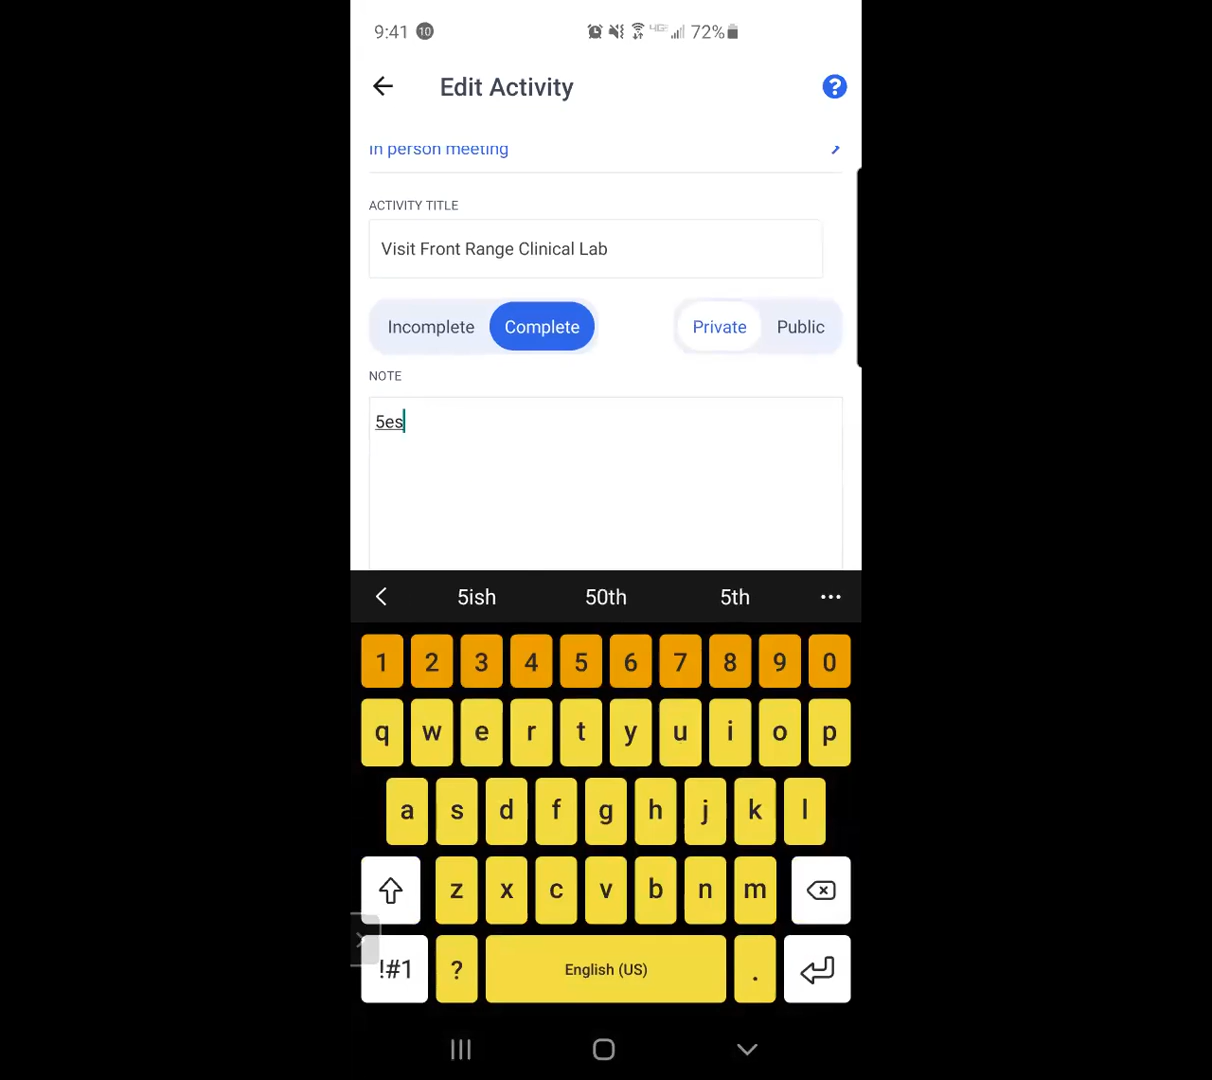 9:41 10 4G 72%
Edit Activity ?
In person meeting
ACTIVITY TITLE
Visit Front Range Clinical Lab
Incomplete Complete Private Public
NOTE
5es
5ish 50th 5th ...
1 2 3 4 5 6 7 8 9 0
q w e r t y u i o p
a s d f g h j k l
z x c v b n m
!#1 ? English (US) .